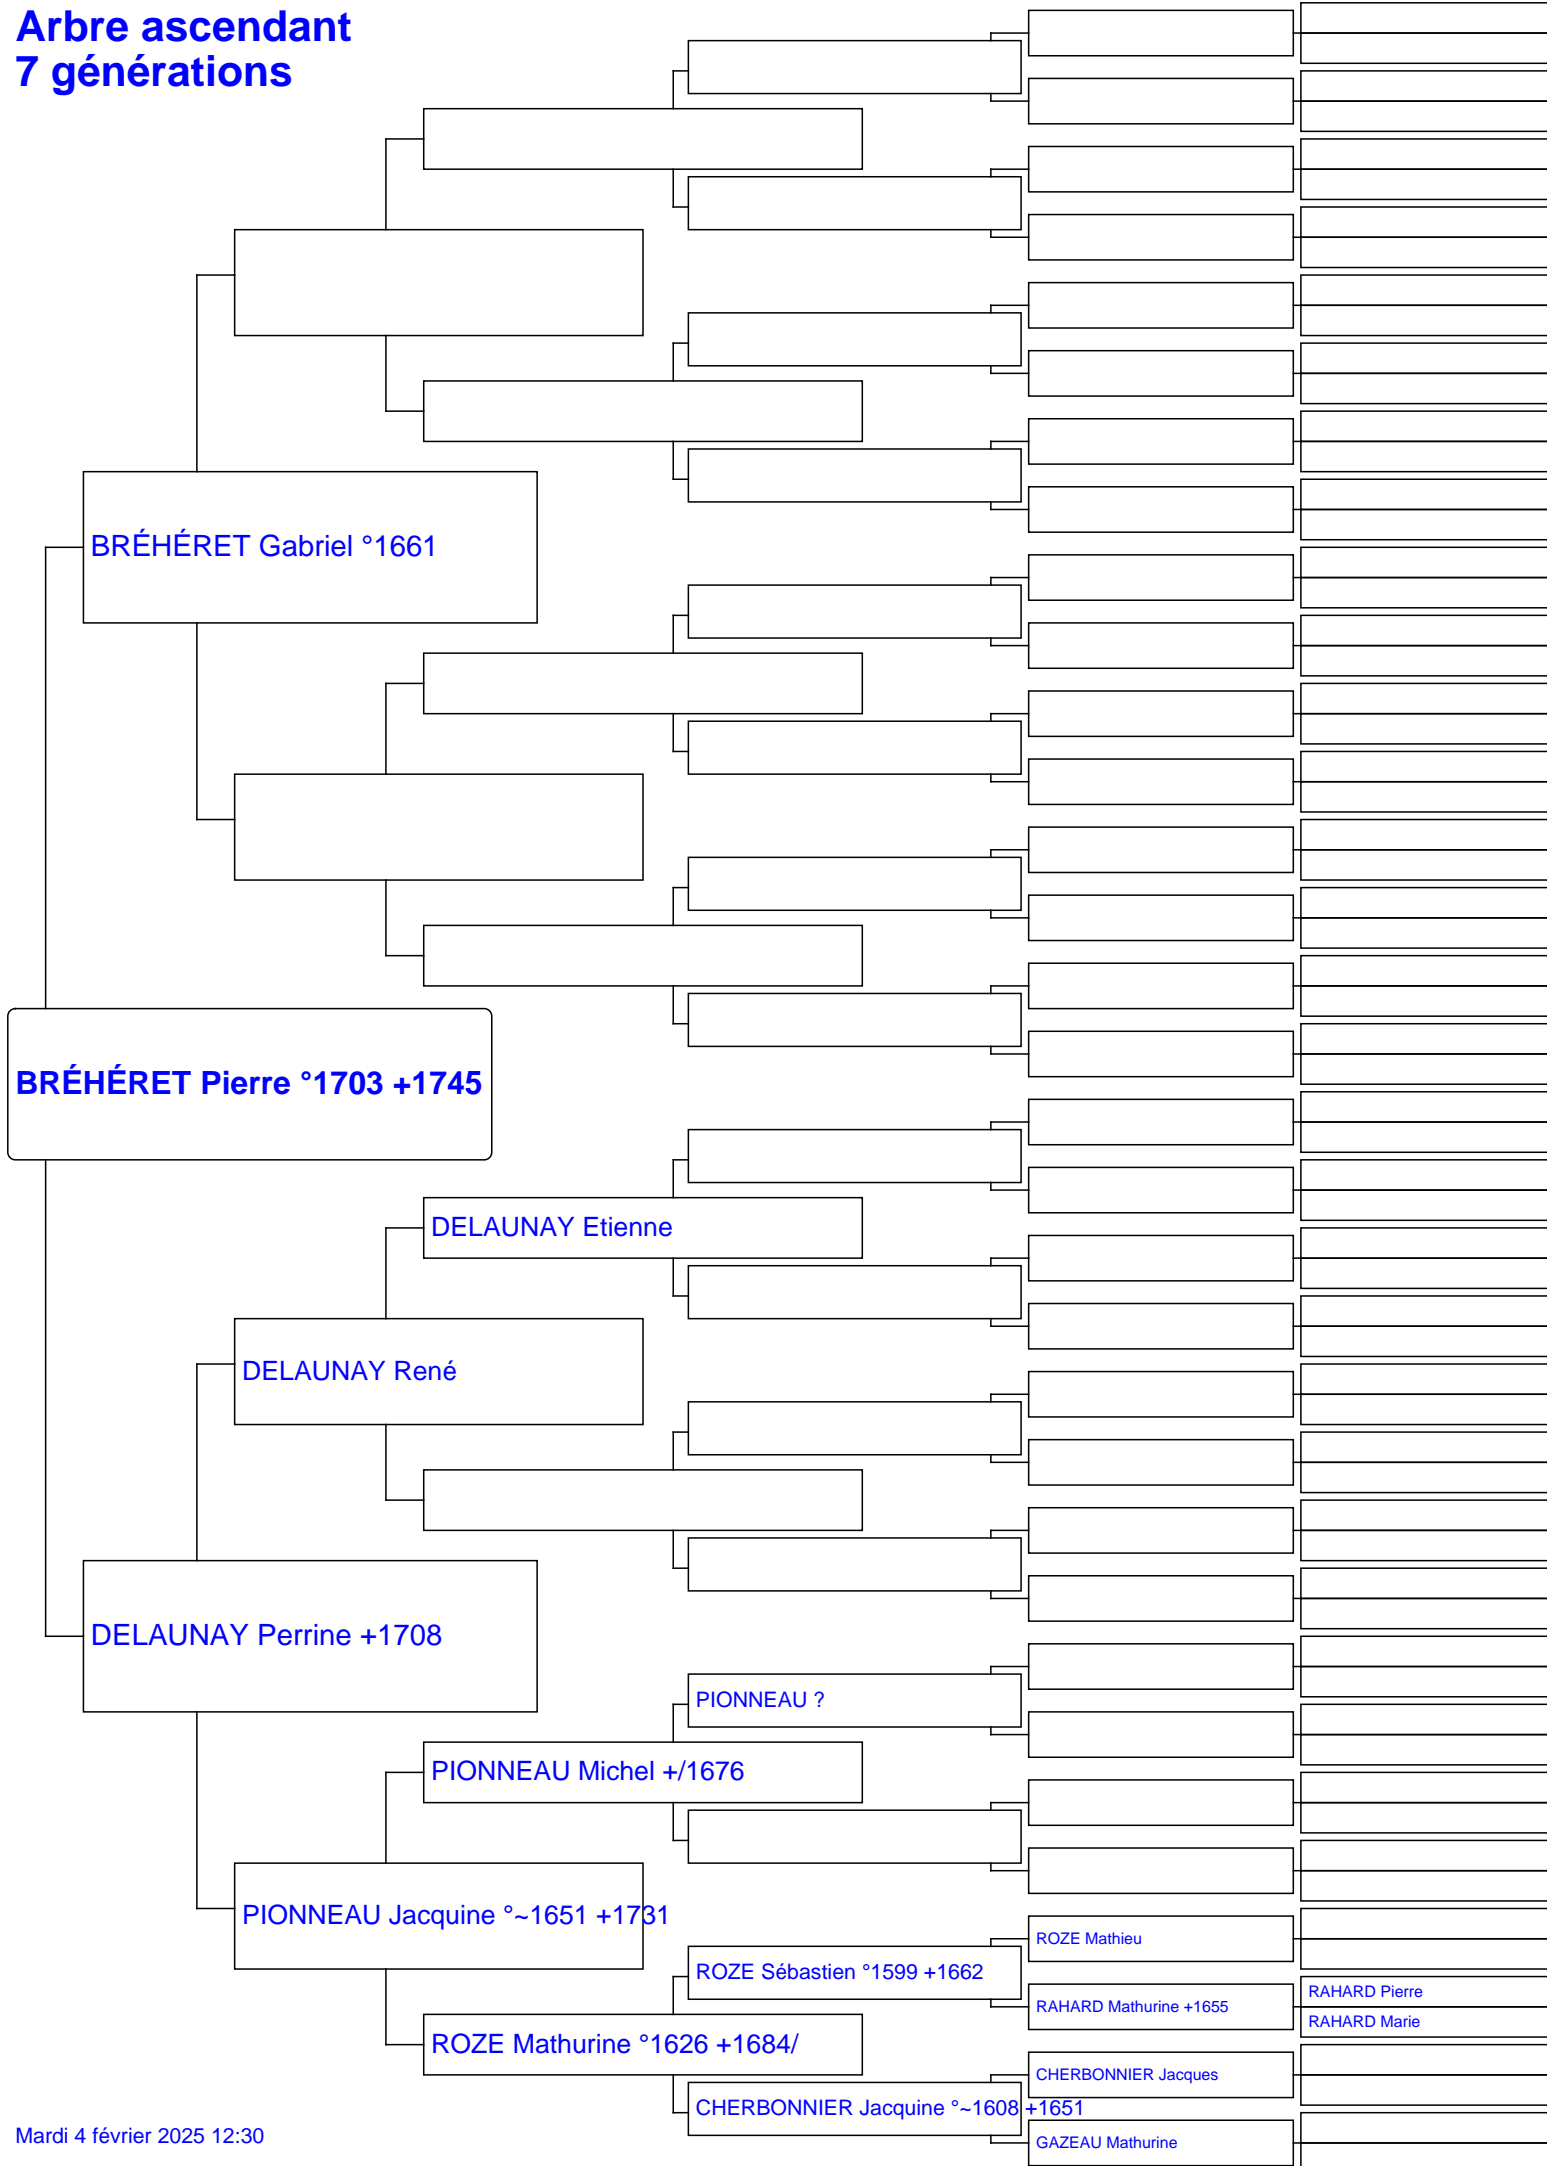 Arbre ascendant
7 générations
BRÉHÉRET Gabriel °1661
BRÉHÉRET Pierre °1703 +1745
DELAUNAY Etienne
DELAUNAY René
DELAUNAY Perrine +1708
PIONNEAU ?
PIONNEAU Michel +/1676
PIONNEAU Jacquine °~1651 +1731
ROZE Mathieu
ROZE Sébastien °1599 +1662
RAHARD Pierre
RAHARD Mathurine +1655
RAHARD Marie
ROZE Mathurine °1626 +1684/
CHERBONNIER Jacques
CHERBONNIER Jacquine °~1608 +1651
GAZEAU Mathurine
Mardi 4 février 2025 12:30